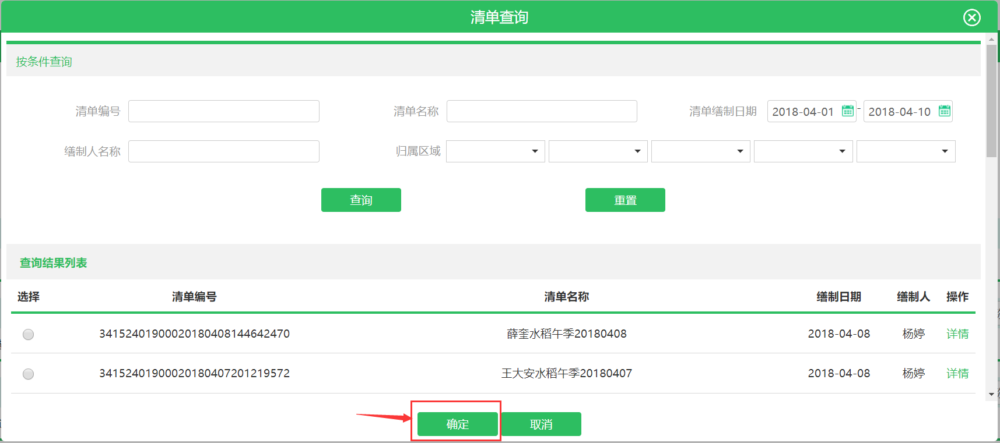 清单查询
按条件查询
清单编号
清单名称
清单缮制日期 2018-04-01 - 2018-04-10
缮制人名称
归属区域
查询
重置
查询结果列表
选择 清单编号 清单名称 缮制日期 缮制人 操作
341524019000020180408144642470 薛奎水稻午季20180408 2018-04-08 杨婷 详情
341524019000020180407201219572 王大安水稻午季20180407 2018-04-08 杨婷 详情
确定
取消